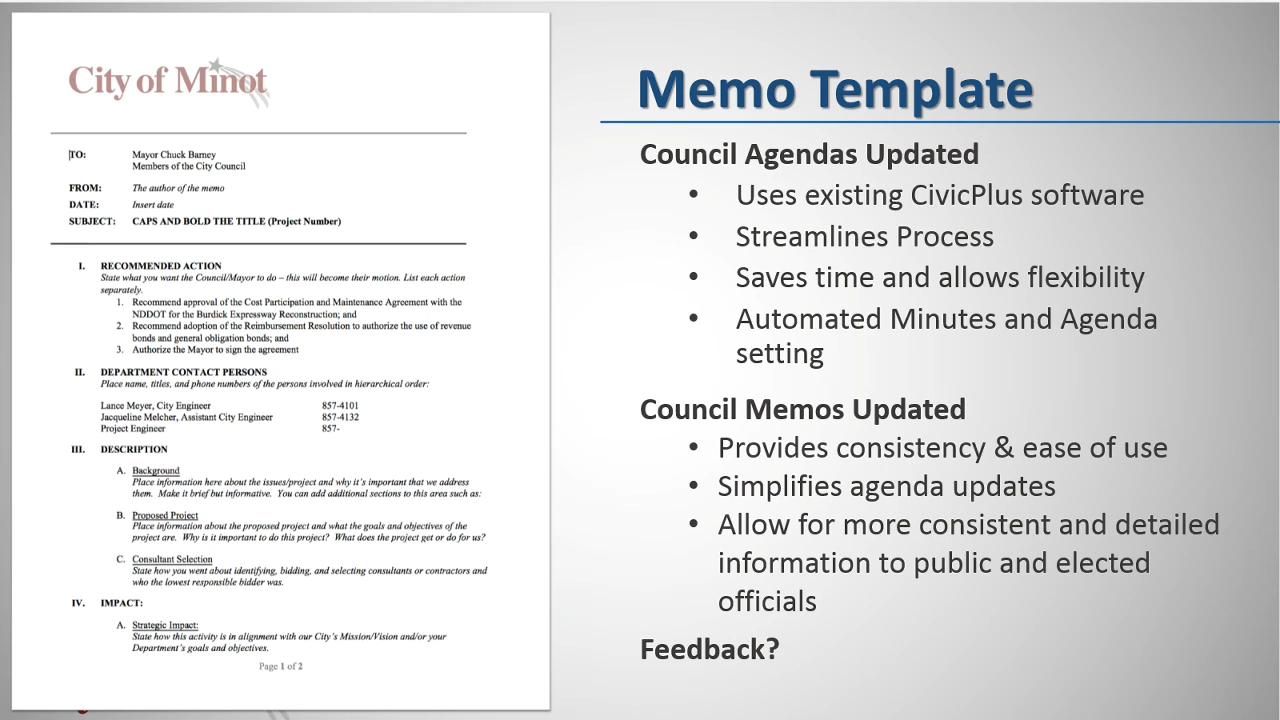 City of Minot
TO: Mayor Chuck Barney
Members of the City Council
FROM: The author of the memo
DATE: Insert date
SUBJECT: CAPS AND BOLD THE TITLE (Project Number)
I. RECOMMENDED ACTION
State what you want the Council/Mayor to do – this will become their motion. List each action
separately.
1. Recommend approval of the Cost Participation and Maintenance Agreement with the
NDDOT for the Burdick Expressway Reconstruction; and
2. Recommend adoption of the Reimbursement Resolution to authorize the use of revenue
bonds and general obligation bonds; and
3. Authorize the Mayor to sign the agreement
II. DEPARTMENT CONTACT PERSONS
Place name, titles, and phone numbers of the persons involved in hierarchical order:
Lance Meyer, City Engineer 857-4101
Jacqueline Melcher, Assistant City Engineer 857-4132
Project Engineer 857-
III. DESCRIPTION
A. Background
Place information here about the issues/project and why it's important that we address
them. Make it brief but informative. You can add additional sections to this area such as:
B. Proposed Project
Place information about the proposed project and what the goals and objectives of the
project are. Why is it important to do this project? What does the project get or do for us?
C. Consultant Selection
State how you went about identifying, bidding, and selecting consultants or contractors and
who the lowest responsible bidder was.
IV. IMPACT:
A. Strategic Impact:
State how this activity is in alignment with our City's Mission/Vision and/or your
Department's goals and objectives.
Page 1 of 2
Memo Template
Council Agendas Updated
• Uses existing CivicPlus software
• Streamlines Process
• Saves time and allows flexibility
• Automated Minutes and Agenda
setting
Council Memos Updated
• Provides consistency & ease of use
• Simplifies agenda updates
• Allow for more consistent and detailed
information to public and elected
officials
Feedback?